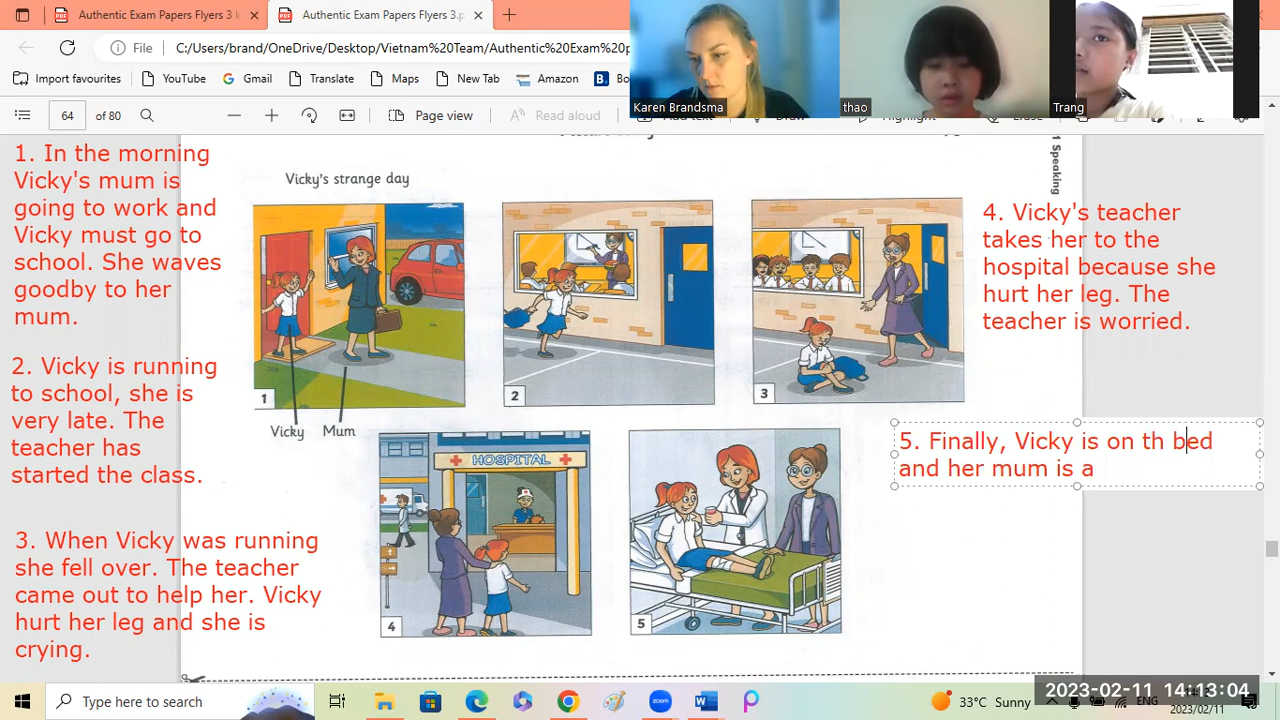 Authentic Exam Papers Flyers 3 k
Authentic Exam Papers Flyers 3.p
File
C:/Users/brand/OneDrive/Desktop/Vietnam%20Team/Authentic%20Exam%20p
Import favourites
YouTube
Gmail
Translate
Maps
New Tab
Amazon
B.
Bo
64
of 80
Page view
Read aloud
Karen Brandsma
thao
Trang
1. In the morning
Vicky's mum is
going to work and
Vicky must go to
school. She waves
goodby to her
mum.
2. Vicky is running
to school, she is
very late. The
teacher has
started the class.
3. When Vicky was running
she fell over. The teacher
came out to help her. Vicky
hurt her leg and she is
crying.
Vicky's strange day
1
2
3
Vicky
Mum
HOSPITAL
4
5
Speaking
4. Vicky's teacher
takes her to the
hospital because she
hurt her leg. The
teacher is worried.
5. Finally, Vicky is on th bed
and her mum is a
Type here to search
zoom
33°C Sunny
ENG
2023-02-11 14:13:04
2023/02/11